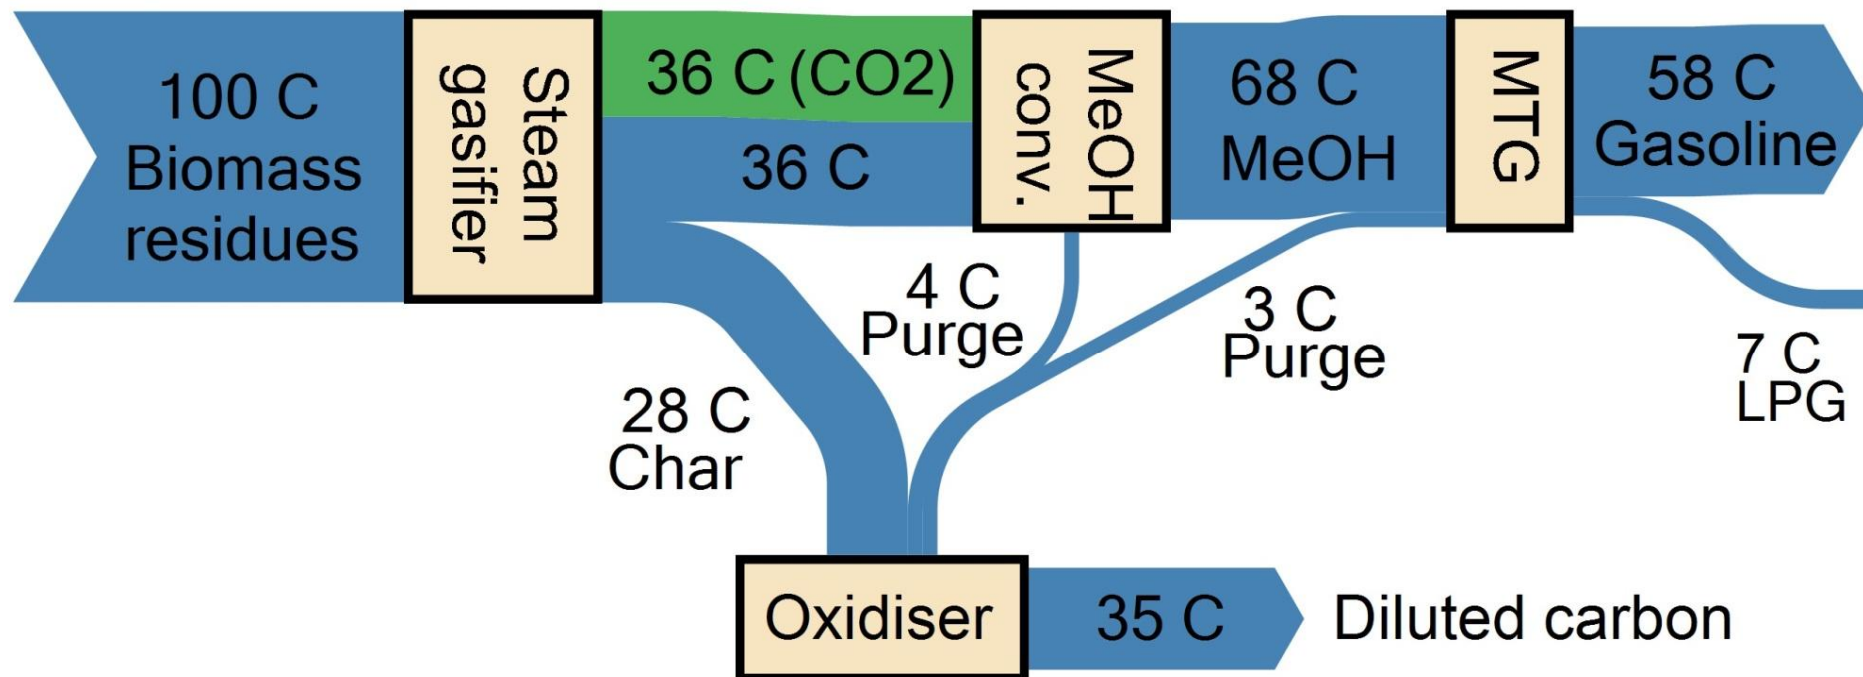 100 C
Biomass
residues
Steam
gasifier
36 C (CO2)
36 C
MeOH
conv.
68 C
MeOH
MTG
58 C
Gasoline
4 C
Purge
3 C
Purge
7 C
LPG
28 C
Char
Oxidiser
35 C
Diluted carbon